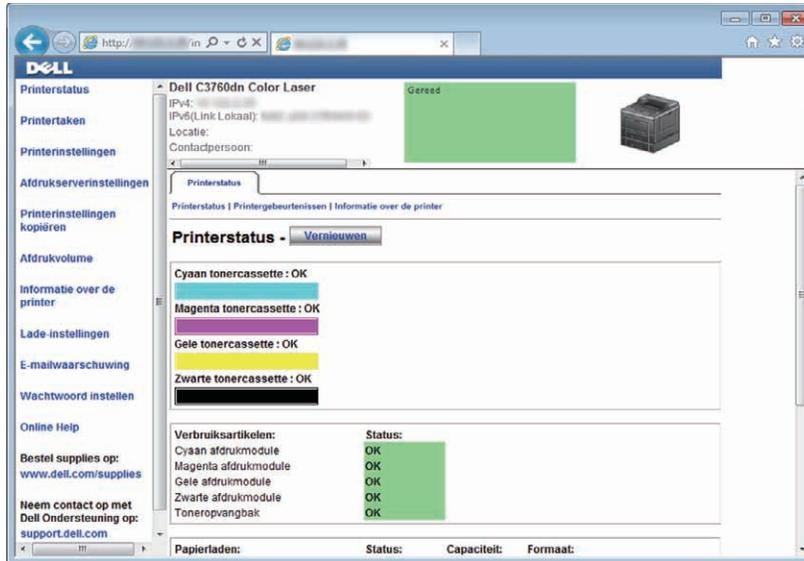 http:// /in
DELL
Printerstatus
Printertaken
Printerinstellingen
Afdrukserverinstellingen
Printerinstellingen
kopiëren
Afdrukvolume
Informatie over de
printer
Lade-instellingen
E-mailwaarschuwing
Wachtwoord instellen
Online Help
Bestel supplies op:
www.dell.com/supplies
Neem contact op met
Dell Ondersteuning op:
support.dell.com
Dell C3760dn Color Laser
IPv4:
IPv6(Link Lokaal):
Locatie:
Contactpersoon:
Gereed
Printerstatus
Printerstatus | Printergebeurtenissen | Informatie over de printer
Printerstatus - Vernieuwen
Cyaan tonercassette : OK
Magenta tonercassette : OK
Gele tonercassette : OK
Zwarte tonercassette : OK
Verbruiksartikelen: Status:
Cyaan afdrukmodule OK
Magenta afdrukmodule OK
Gele afdrukmodule OK
Zwarte afdrukmodule OK
Toneropvangbak OK
Papierladen: Status: Capaciteit: Formaat: